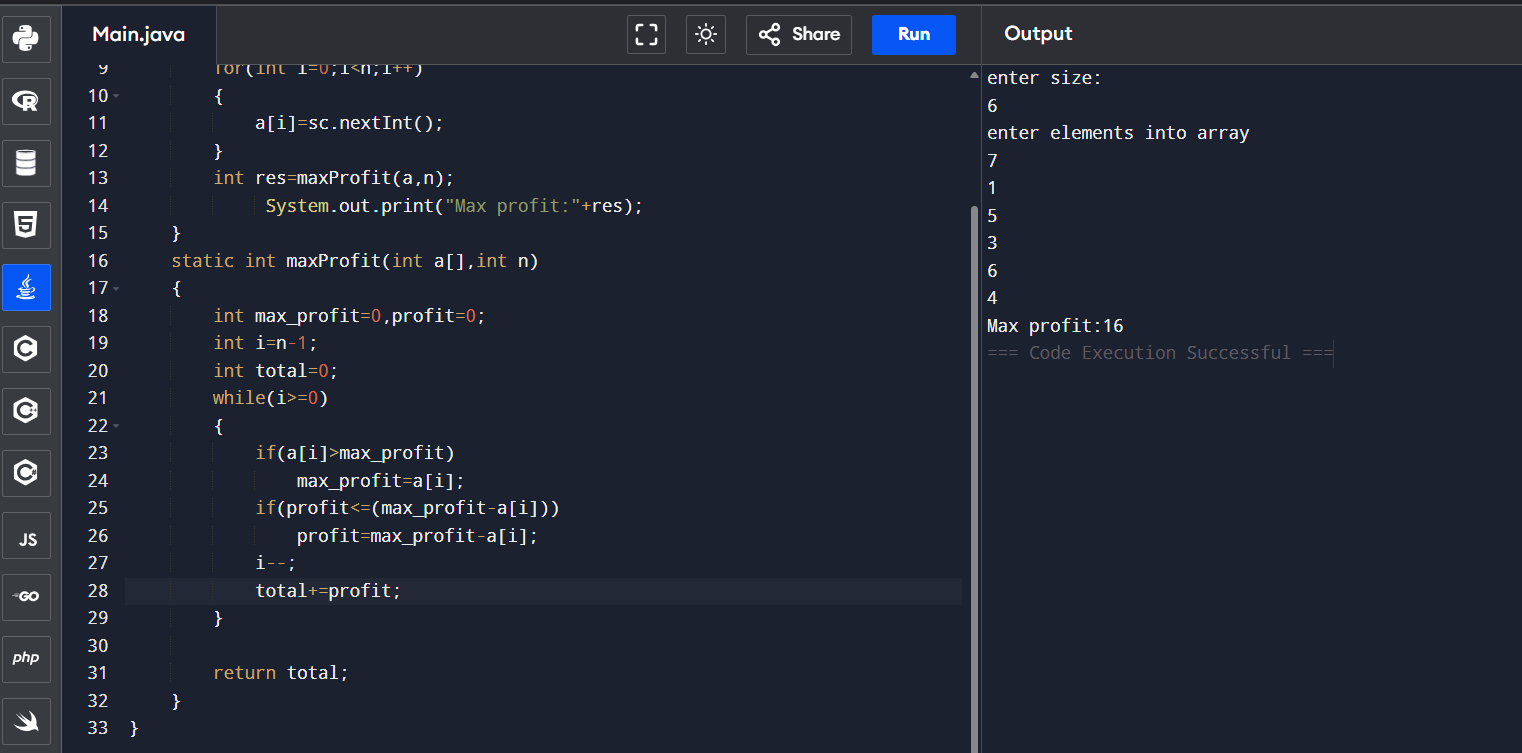 Main.java
Share
Run
Output
9 for(int i=0;i<n;i++)
10 {
11 a[i]=sc.nextInt();
12 }
13 int res=maxProfit(a,n);
14 System.out.print("Max profit:"+res);
15 }
16 static int maxProfit(int a[],int n)
17 {
18 int max_profit=0,profit=0;
19 int i=n-1;
20 int total=0;
21 while(i>=0)
22 {
23 if(a[i]>max_profit)
24 max_profit=a[i];
25 if(profit<=(max_profit-a[i]))
26 profit=max_profit-a[i];
27 i--;
28 total+=profit;
29 }
30
31 return total;
32 }
33 }
enter size:
6
enter elements into array
7
1
5
3
6
4
Max profit:16
=== Code Execution Successful ===
R
5
C
C
C#
JS
GO
php